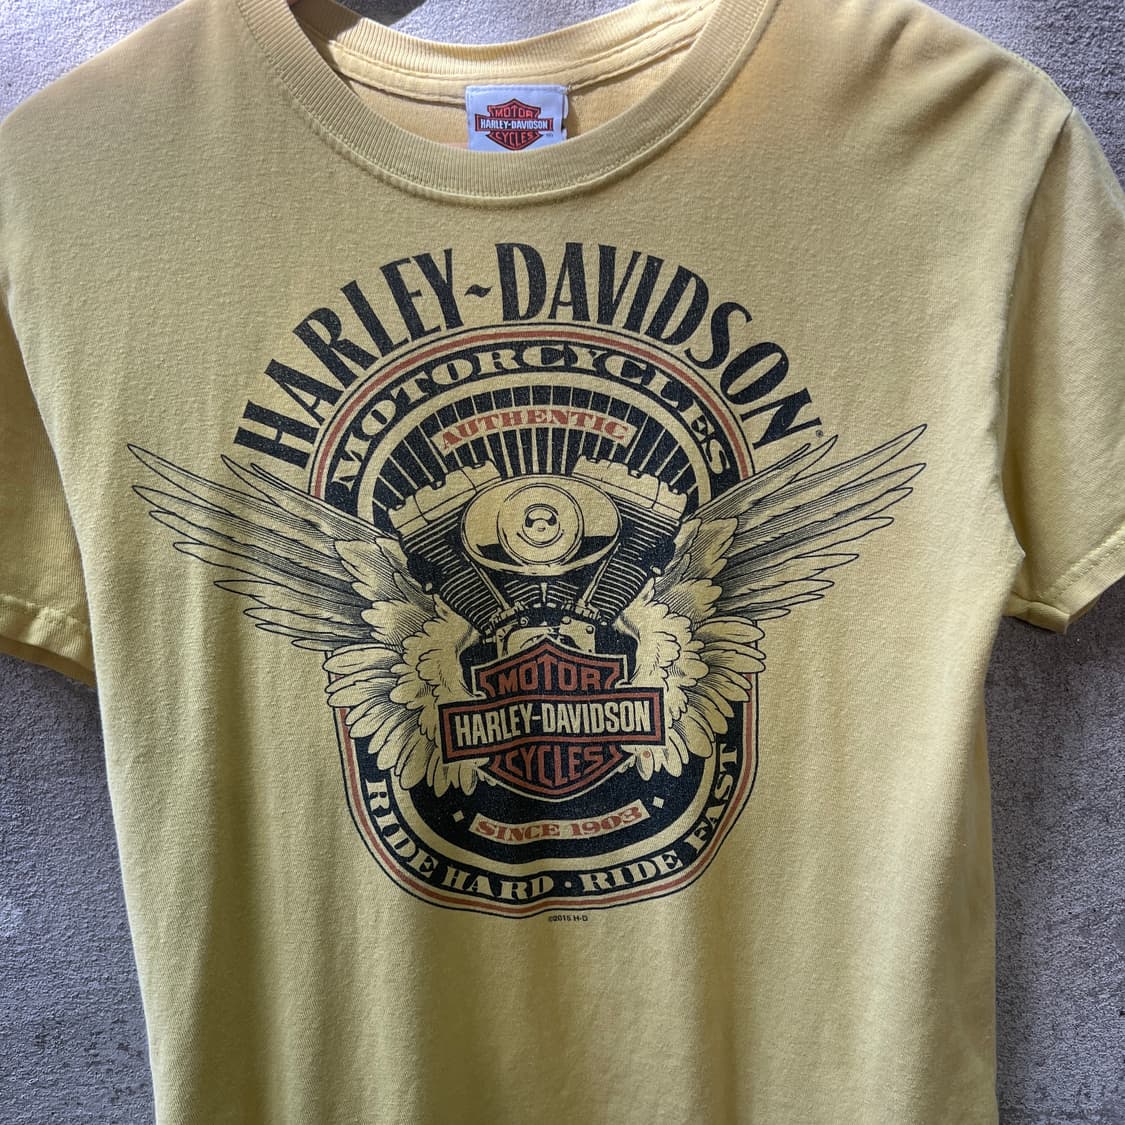 MOTOR
HARLEY-DAVIDSON
CYCLES
HARLEY-DAVIDSON®
MOTORCYCLES
AUTHENTIC
MOTOR
HARLEY-DAVIDSON
CYCLES®
SINCE 1903
RIDE HARD · RIDE FAST
©2015 H-D